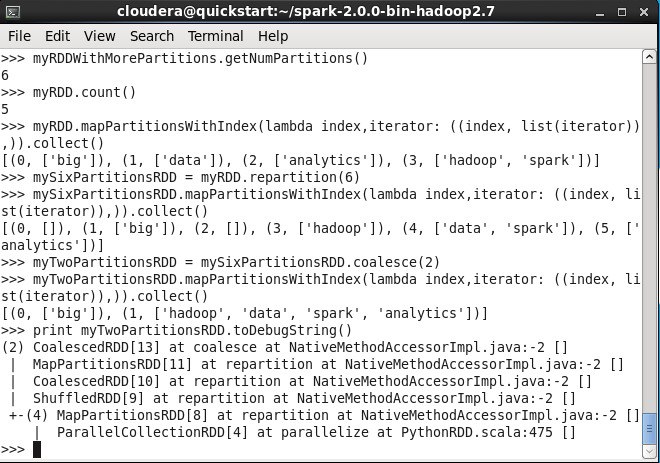 cloudera@quickstart:~/spark-2.0.0-bin-hadoop2.7
File Edit View Search Terminal Help
>>> myRDDWithMorePartitions.getNumPartitions()
6
>>> myRDD.count()
5
>>> myRDD.mapPartitionsWithIndex(lambda index,iterator: ((index, list(iterator))
,)).collect()
[(0, ['big']), (1, ['data']), (2, ['analytics']), (3, ['hadoop', 'spark'])]
>>> mySixPartitionsRDD = myRDD.repartition(6)
>>> mySixPartitionsRDD.mapPartitionsWithIndex(lambda index,iterator: ((index, li
st(iterator)),)).collect()
[(0, []), (1, ['big']), (2, []), (3, ['hadoop']), (4, ['data', 'spark']), (5, ['
analytics'])]
>>> myTwoPartitionsRDD = mySixPartitionsRDD.coalesce(2)
>>> myTwoPartitionsRDD.mapPartitionsWithIndex(lambda index,iterator: ((index, li
st(iterator)),)).collect()
[(0, ['big']), (1, ['hadoop', 'data', 'spark', 'analytics'])]
>>> print myTwoPartitionsRDD.toDebugString()
(2) CoalescedRDD[13] at coalesce at NativeMethodAccessorImpl.java:-2 []
 |  MapPartitionsRDD[11] at repartition at NativeMethodAccessorImpl.java:-2 []
 |  CoalescedRDD[10] at repartition at NativeMethodAccessorImpl.java:-2 []
 |  ShuffledRDD[9] at repartition at NativeMethodAccessorImpl.java:-2 []
 +-(4) MapPartitionsRDD[8] at repartition at NativeMethodAccessorImpl.java:-2 []
    |  ParallelCollectionRDD[4] at parallelize at PythonRDD.scala:475 []
>>>